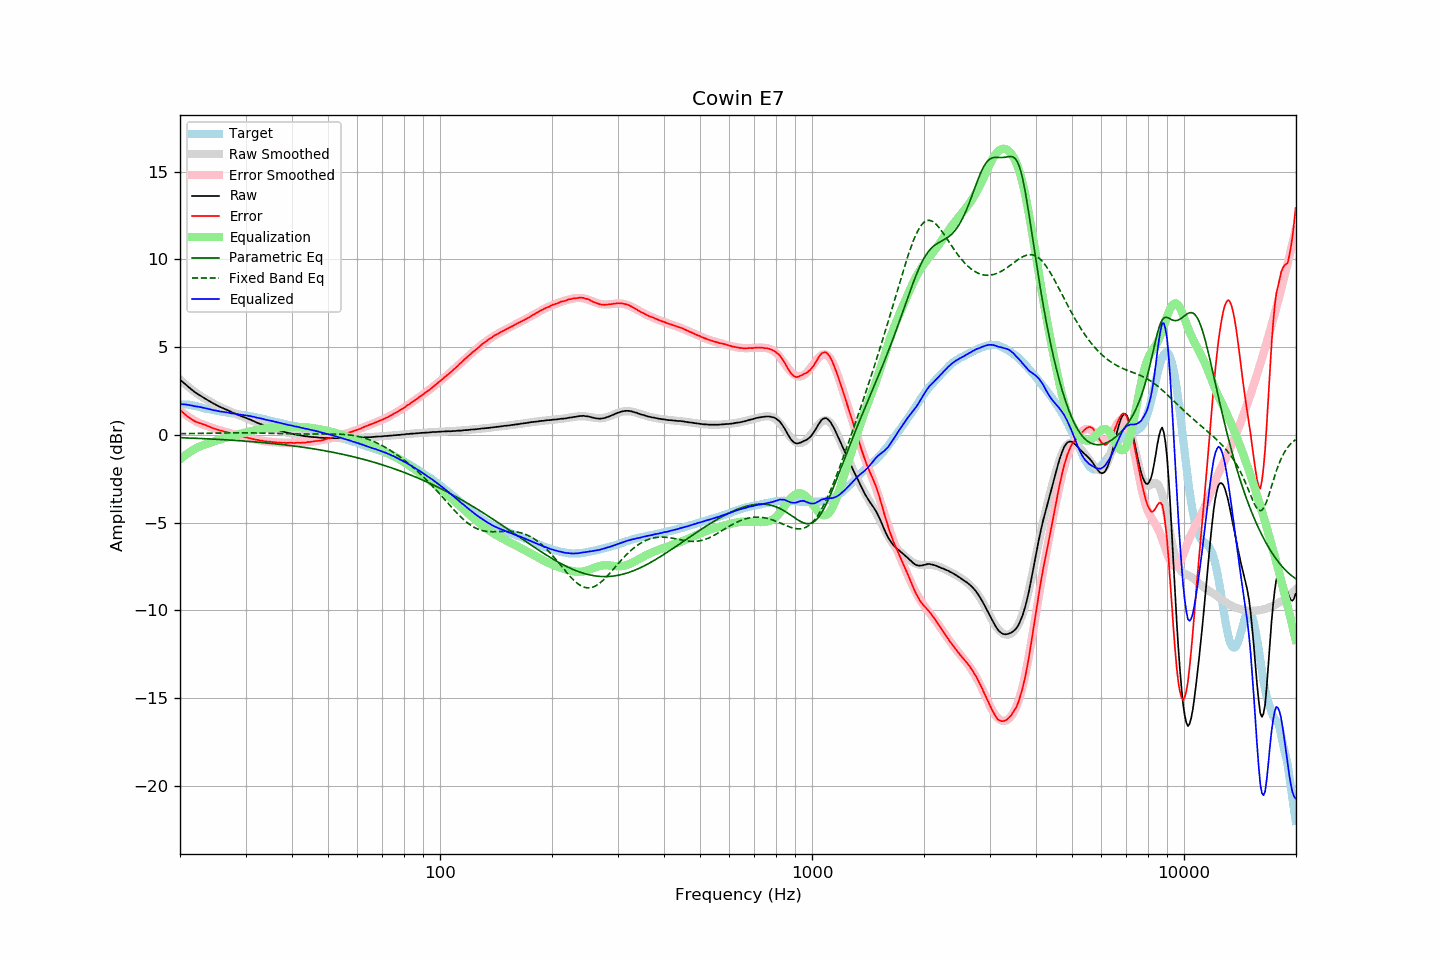 Cowin E7
Target
Raw Smoothed
Error Smoothed
Raw
Error
Equalization
Parametric Eq
Fixed Band Eq
Equalized
15
10
5
0
−5
−10
−15
−20
Amplitude (dBr)
100
1000
10000
Frequency (Hz)